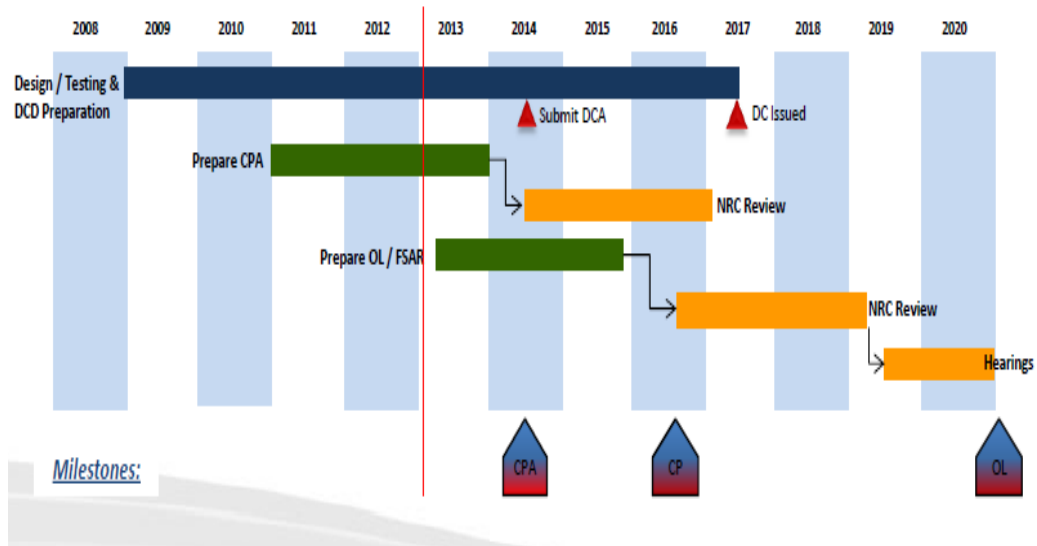 2008 2009 2010 2011 2012 2013 2014 2015 2016 2017 2018 2019 2020
Design / Testing &
DCD Preparation
Submit DCA
DC Issued
Prepare CPA
NRC Review
Prepare OL / FSAR
NRC Review
Hearings
Milestones:
CPA
CP
OL